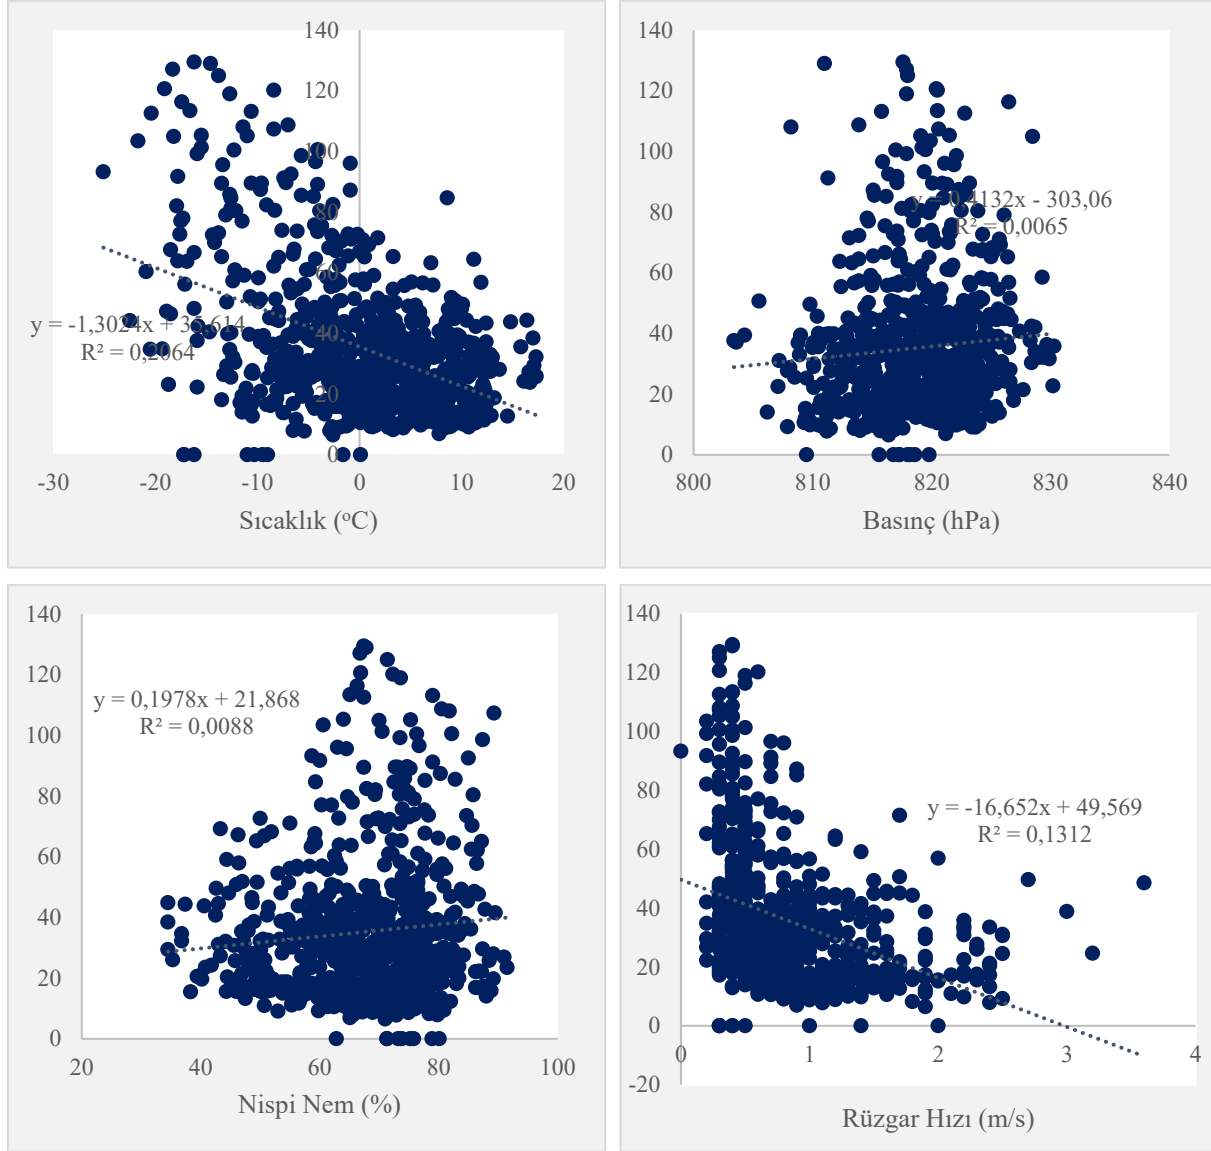 140
120
100
80
60
40
20
0
y = -1,3024x + 35,614
R² = 0,2064
-30 -20 -10 0 10 20
Sıcaklık (°C)
140
120
100
80
60
40
20
0
y = 0,4132x - 303,06
R² = 0,0065
800 810 820 830 840
Basınç (hPa)
140
120
100
80
60
40
20
0
y = 0,1978x + 21,868
R² = 0,0088
20 40 60 80 100
Nispi Nem (%)
140
120
100
80
60
40
20
0
-20
y = -16,652x + 49,569
R² = 0,1312
0 1 2 3 4
Rüzgar Hızı (m/s)